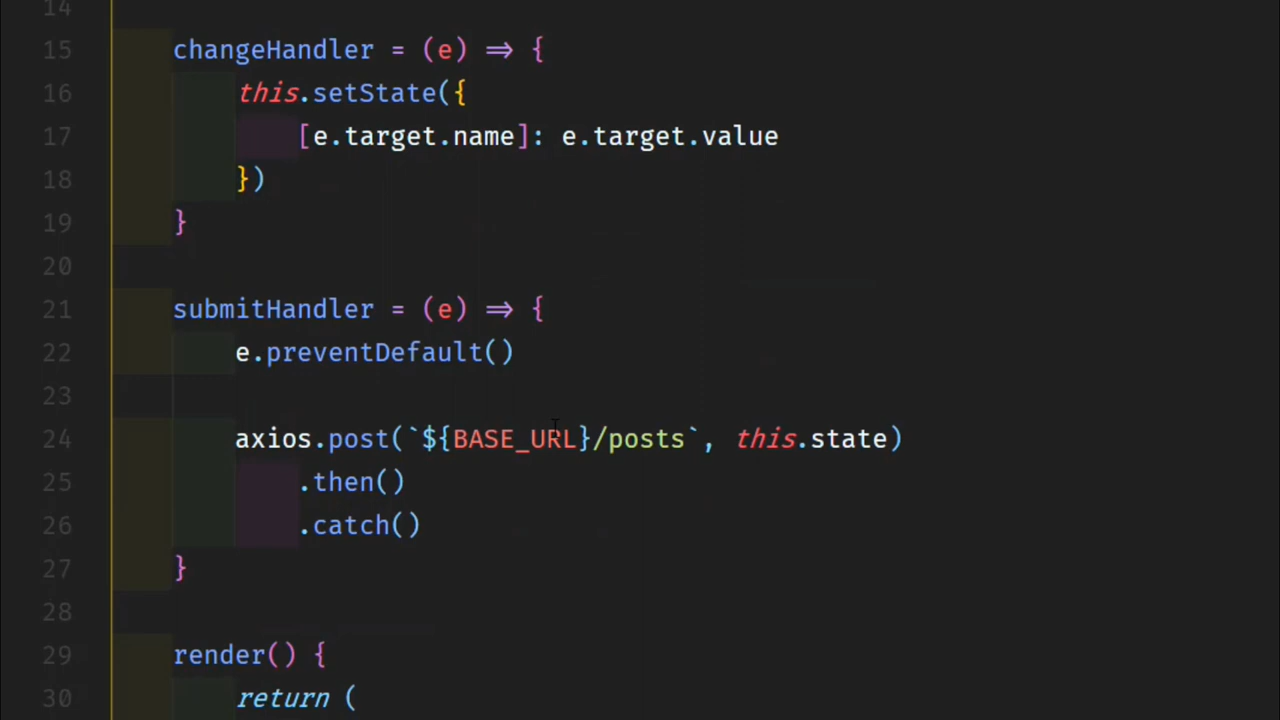 14
15 changeHandler = (e) => {
16 this.setState({
17 [e.target.name]: e.target.value
18 })
19 }
20
21 submitHandler = (e) => {
22 e.preventDefault()
23
24 axios.post(`${BASE_URL}/posts`, this.state)
25 .then()
26 .catch()
27 }
28
29 render() {
30 return (